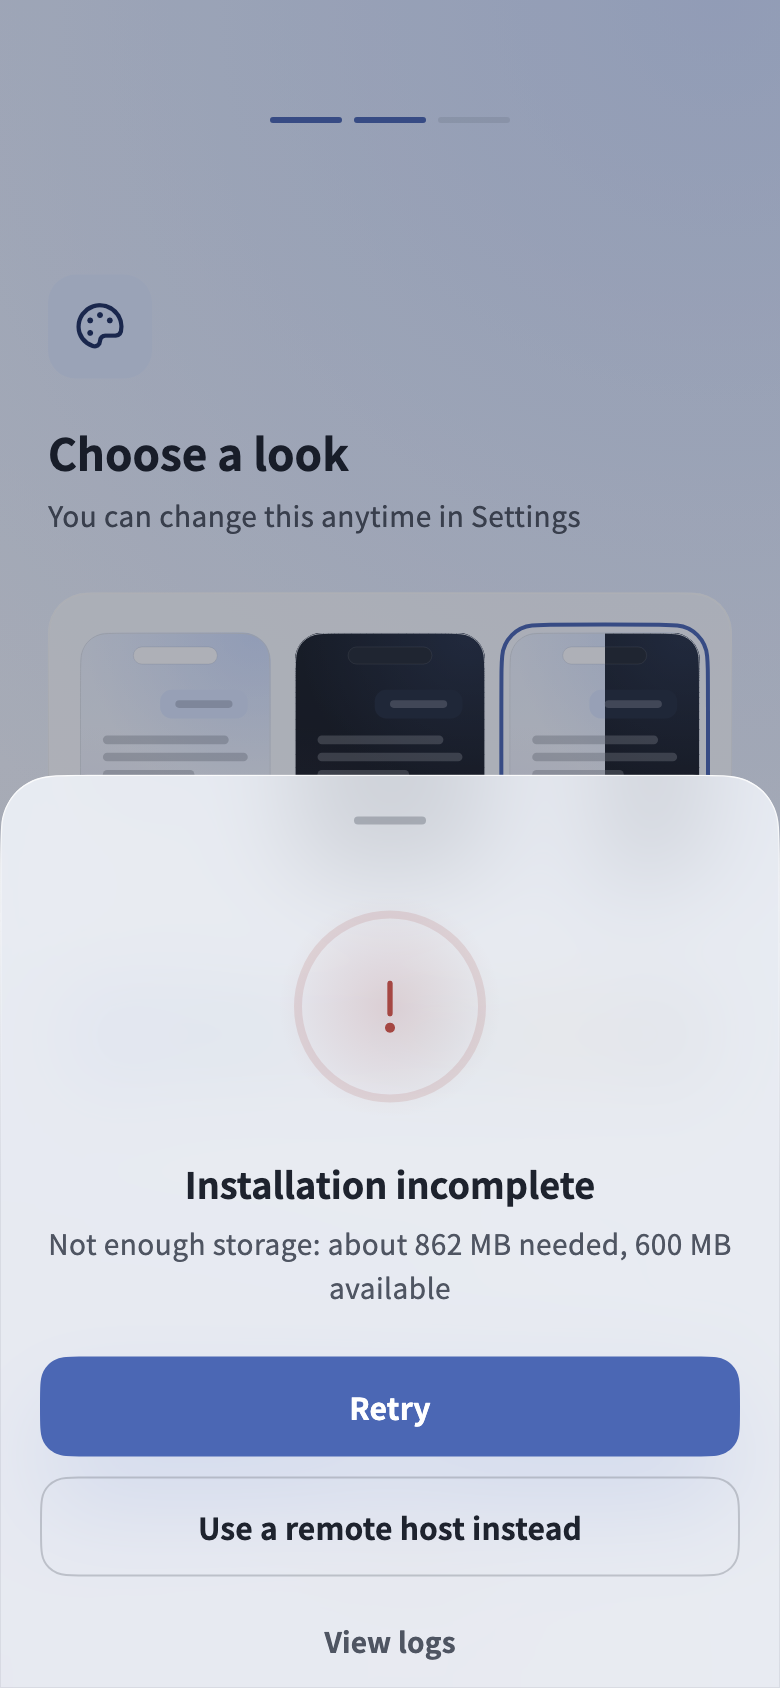 Choose a look
You can change this anytime in Settings
Installation incomplete
Not enough storage: about 862 MB needed, 600 MB
available
Retry
Use a remote host instead
View logs